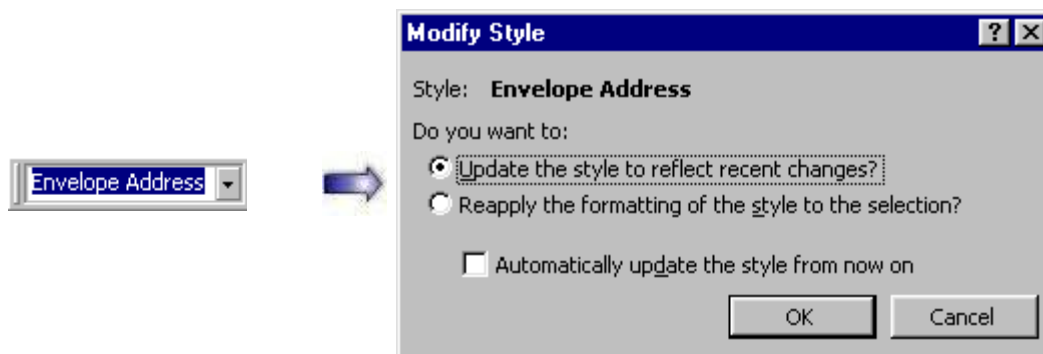 Envelope Address
Modify Style
Style: Envelope Address
Do you want to:
Update the style to reflect recent changes?
Reapply the formatting of the style to the selection?
Automatically update the style from now on
OK Cancel